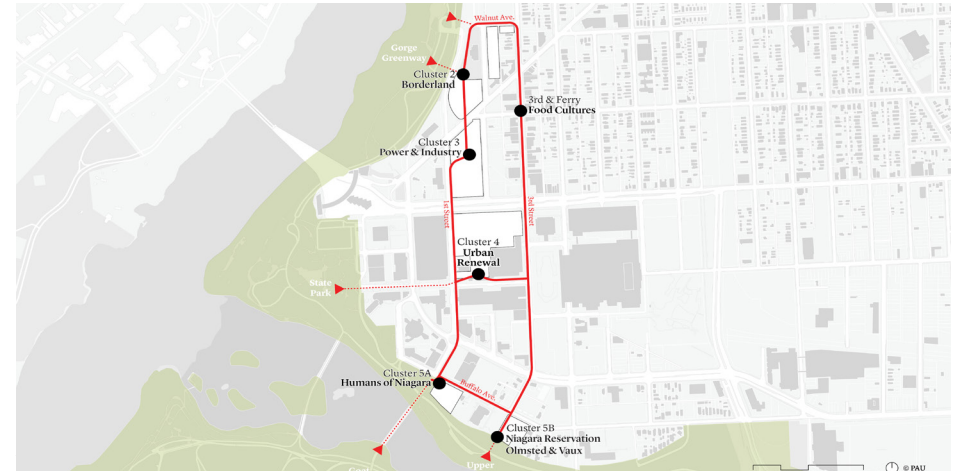 Walnut Ave.
Gorge
Greenway
Cluster 2
Borderland
3rd & Ferry
Food Cultures
Cluster 3
Power & Industry
1st Street
3rd Street
Cluster 4
Urban
Renewal
State
Park
Cluster 5A
Humans of Niagara
Buffalo Ave.
Cluster 5B
Niagara Reservation
Olmsted & Vaux
Upper
© PAU